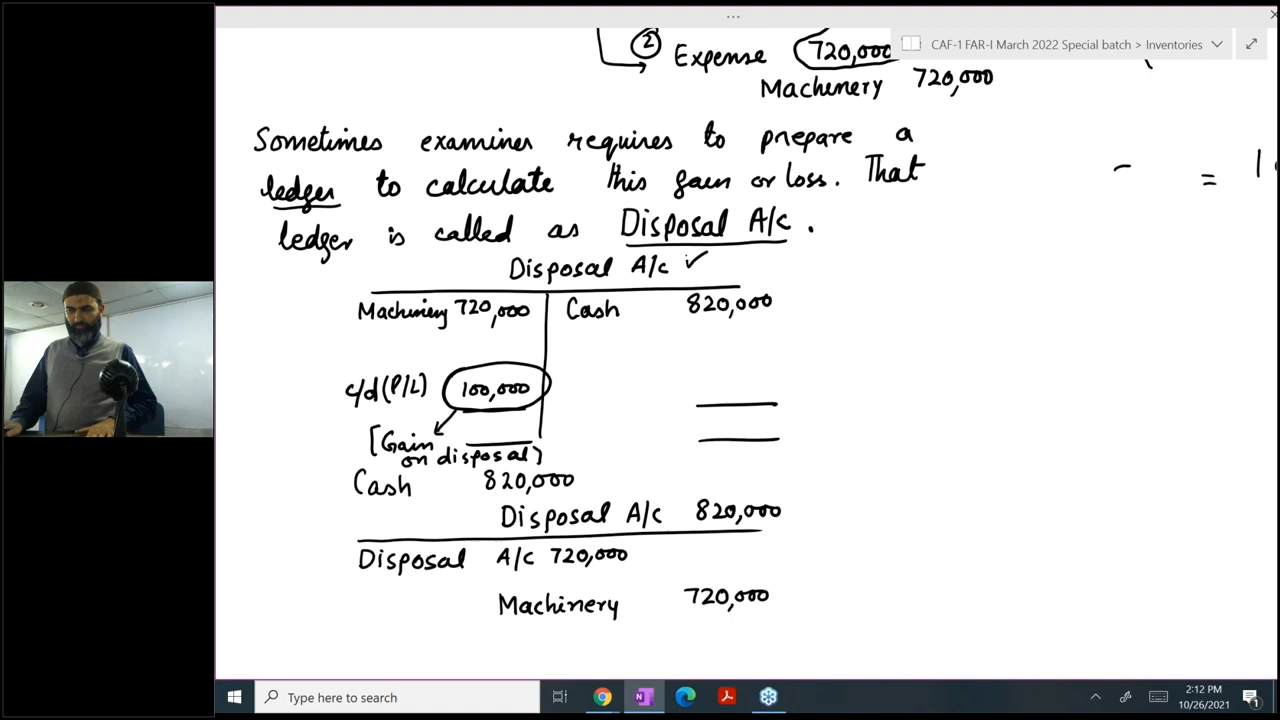 ...
CAF-1 FAR-I March 2022 Special batch > Inventories
② Expense 720,000
Machinery 720,000
Sometimes examiner requires to prepare a
ledger to calculate this gain or loss. That
ledger is called as Disposal A/c.
Disposal A/c ✓
Machinery 720,000 Cash 820,000
c/d (P/L) 100,000
[Gain on disposal]
Cash 820,000
Disposal A/c 820,000
Disposal A/c 720,000
Machinery 720,000
- =
Type here to search
2:12 PM
10/26/2021
1